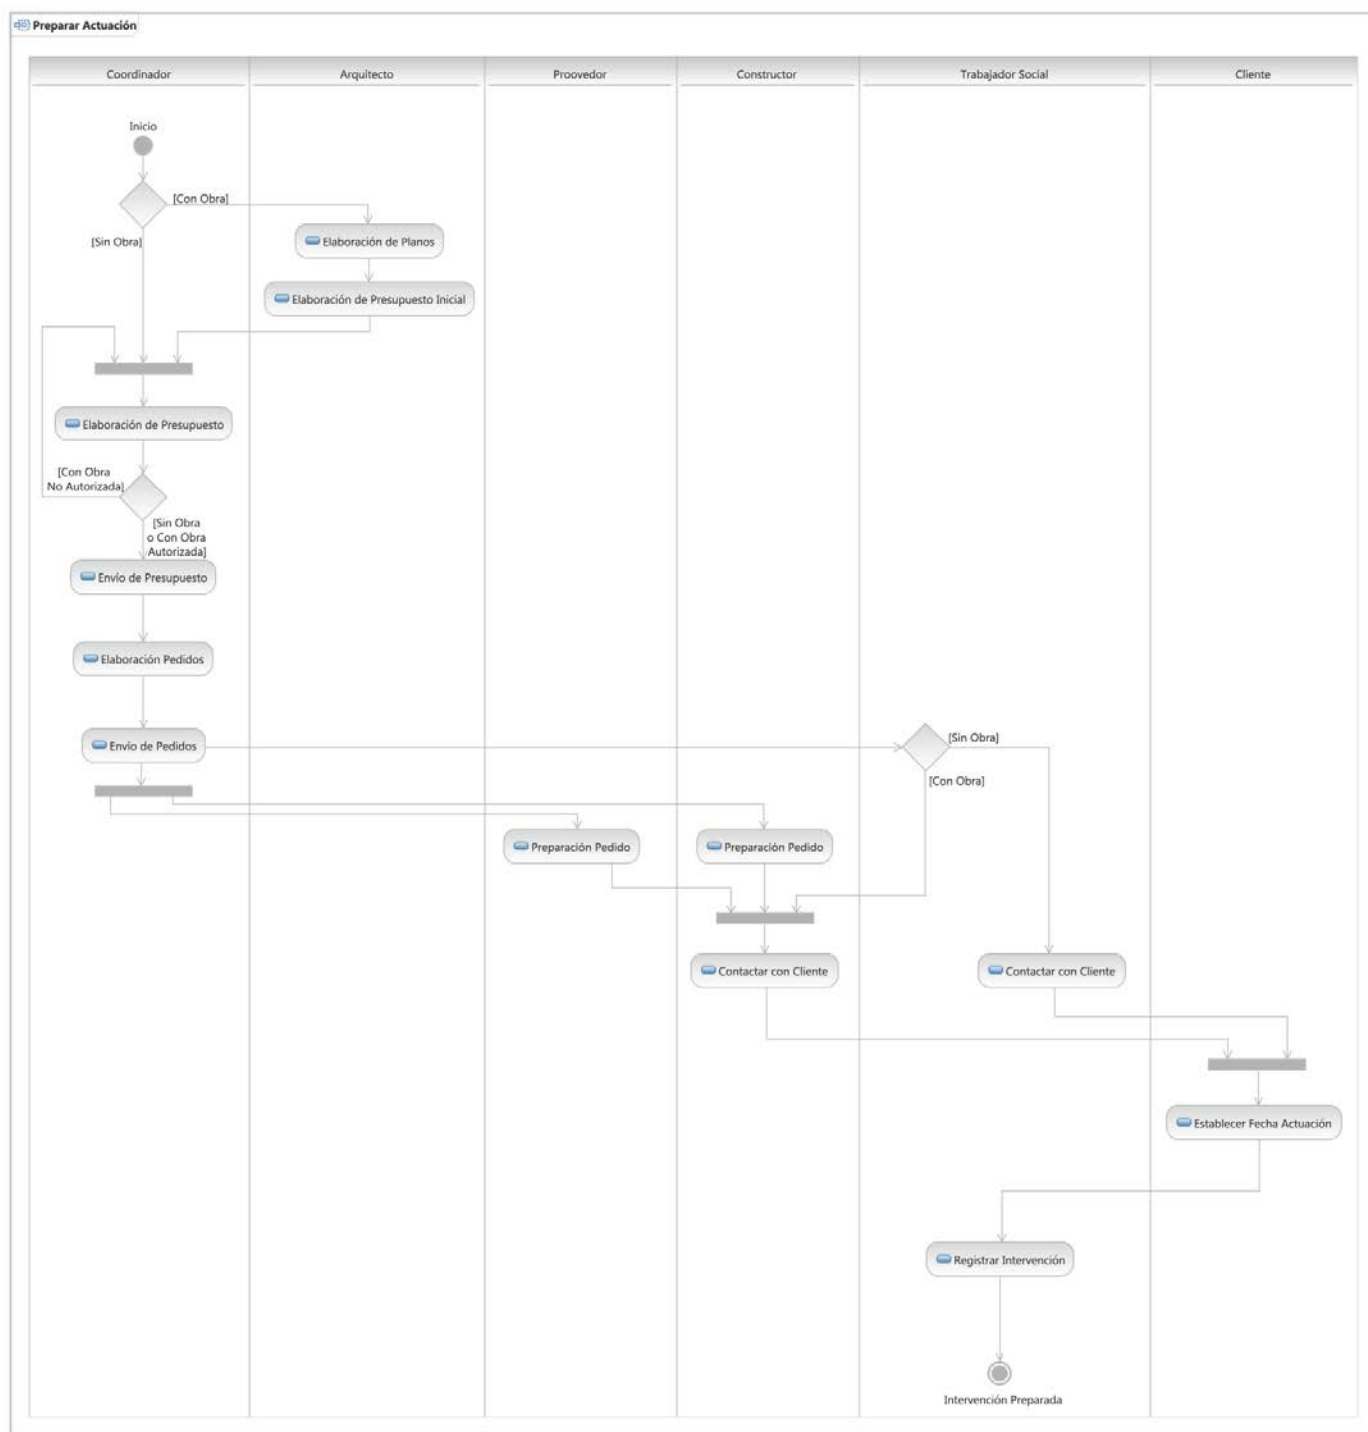 Preparar Actuación
Coordinador
Arquitecto
Proovedor
Constructor
Trabajador Social
Cliente
Inicio
[Con Obra]
[Sin Obra]
Elaboración de Planos
Elaboración de Presupuesto Inicial
Elaboración de Presupuesto
[Con Obra
No Autorizada]
[Sin Obra
o Con Obra
Autorizada]
Envío de Presupuesto
Elaboración Pedidos
Envío de Pedidos
[Sin Obra]
[Con Obra]
Preparación Pedido
Preparación Pedido
Contactar con Cliente
Contactar con Cliente
Establecer Fecha Actuación
Registrar Intervención
Intervención Preparada